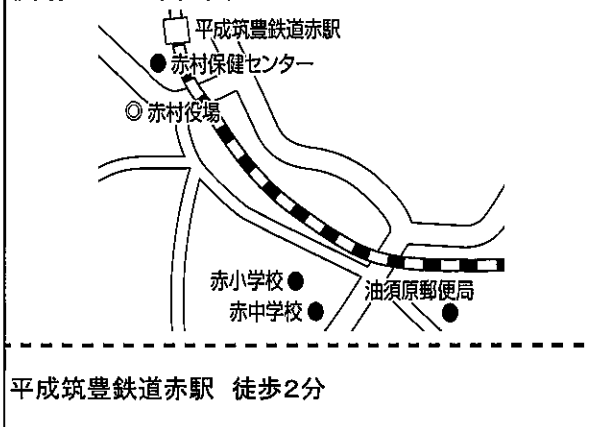 平成筑豊鉄道赤駅
赤村保健センター
赤村役場
赤小学校
油須原郵便局
赤中学校
平成筑豊鉄道赤駅 徒歩2分